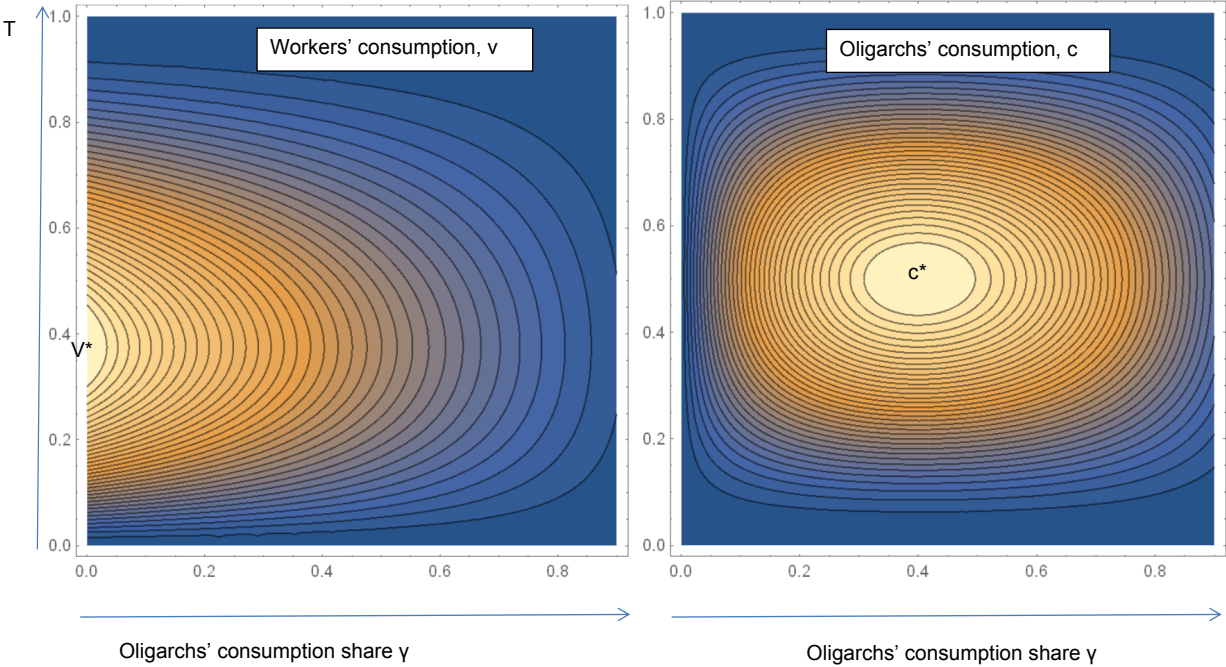 T
Workers' consumption, v
Oligarchs' consumption, c
1.0
0.8
0.6
0.4
0.2
0.0
V*
0.0 0.2 0.4 0.6 0.8
Oligarchs' consumption share γ
1.0
0.8
0.6
0.4
0.2
0.0
c*
0.0 0.2 0.4 0.6 0.8
Oligarchs' consumption share γ